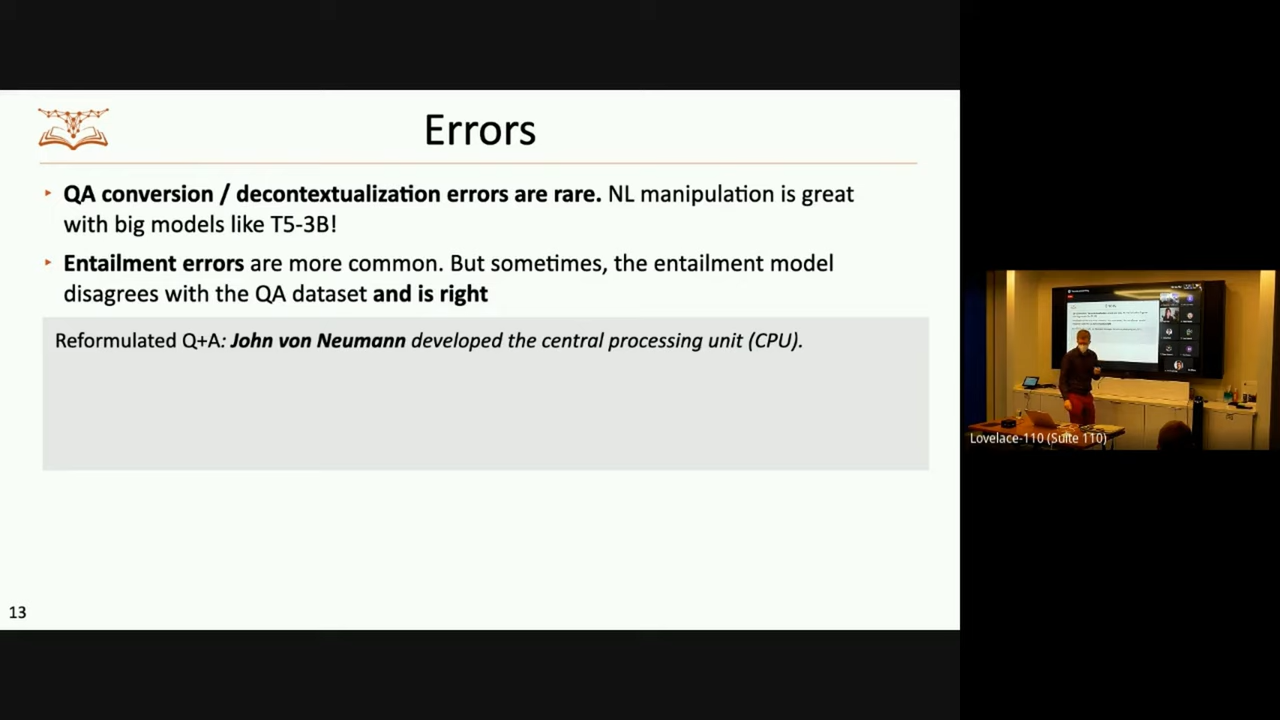 Errors
QA conversion / decontextualization errors are rare. NL manipulation is great
with big models like T5-3B!
Entailment errors are more common. But sometimes, the entailment model
disagrees with the QA dataset and is right
Reformulated Q+A: John von Neumann developed the central processing unit (CPU).
13
Lovelace-110 (Suite 110)